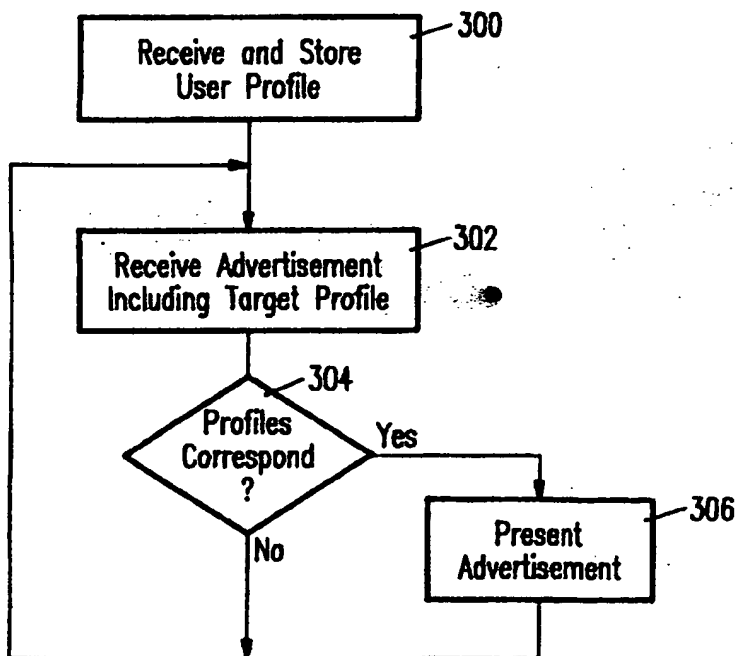 Receive and Store
User Profile
300
Receive Advertisement
Including Target Profile
302
304
Profiles
Correspond
?
Yes
No
Present
Advertisement
306